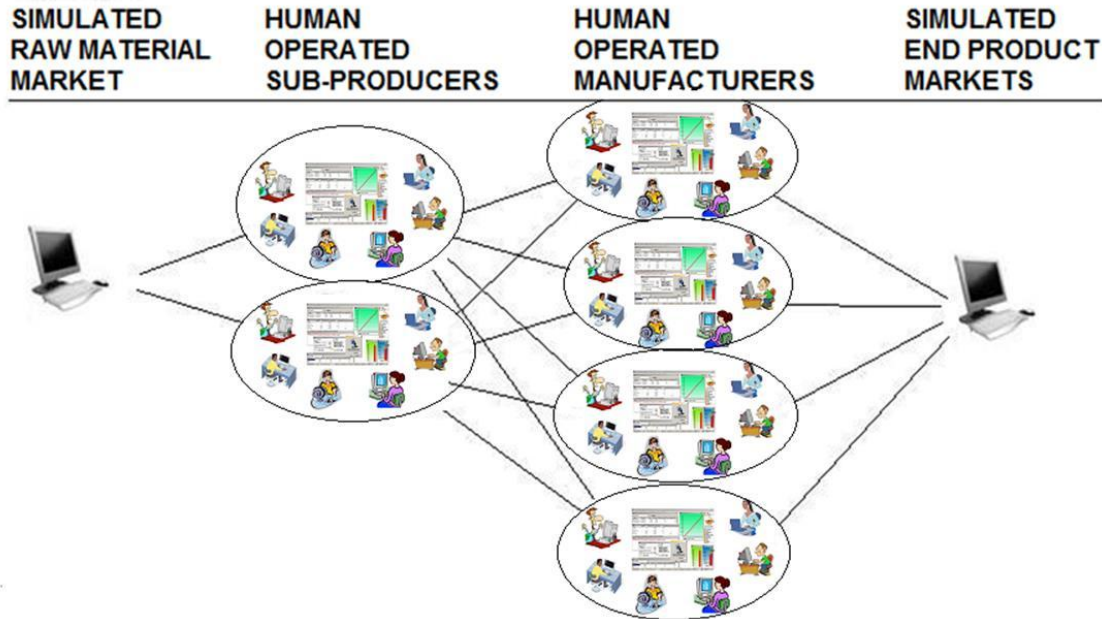 SIMULATED
RAW MATERIAL
MARKET
HUMAN
OPERATED
SUB-PRODUCERS
HUMAN
OPERATED
MANUFACTURERS
SIMULATED
END PRODUCT
MARKETS